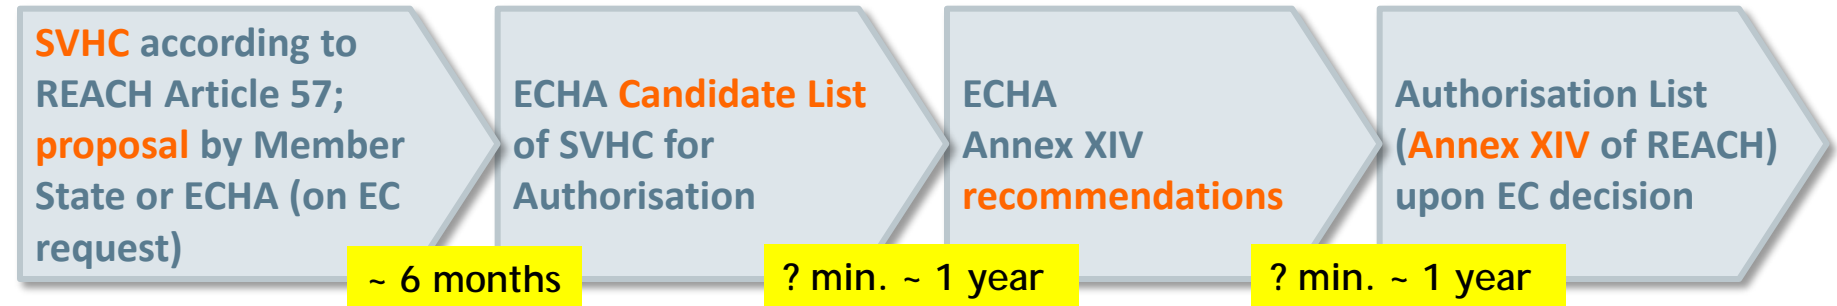 SVHC according to
REACH Article 57;
proposal by Member
State or ECHA (on EC
request)
~ 6 months
ECHA Candidate List
of SVHC for
Authorisation
? min. ~ 1 year
ECHA
Annex XIV
recommendations
? min. ~ 1 year
Authorisation List
(Annex XIV of REACH)
upon EC decision